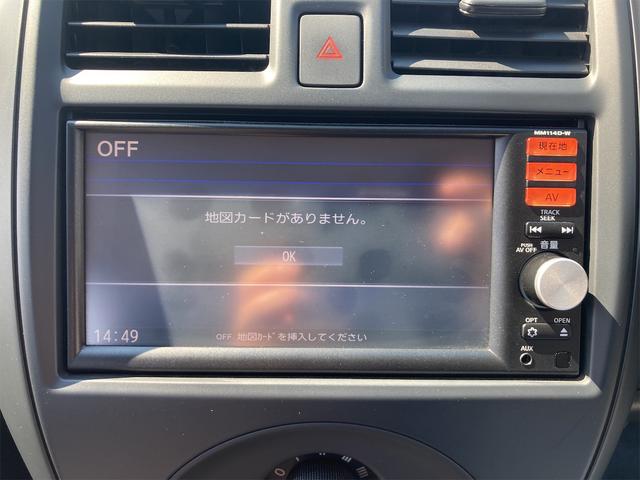 MM114D-W
OFF
現在地
メニュー
AV
TRACK
SEEK
地図カードがありません。
OK
PUSH
AV OFF
音量
14:49
OFF 地図ｶｰﾄﾞを挿入してください
OPT
OPEN
AUX
0